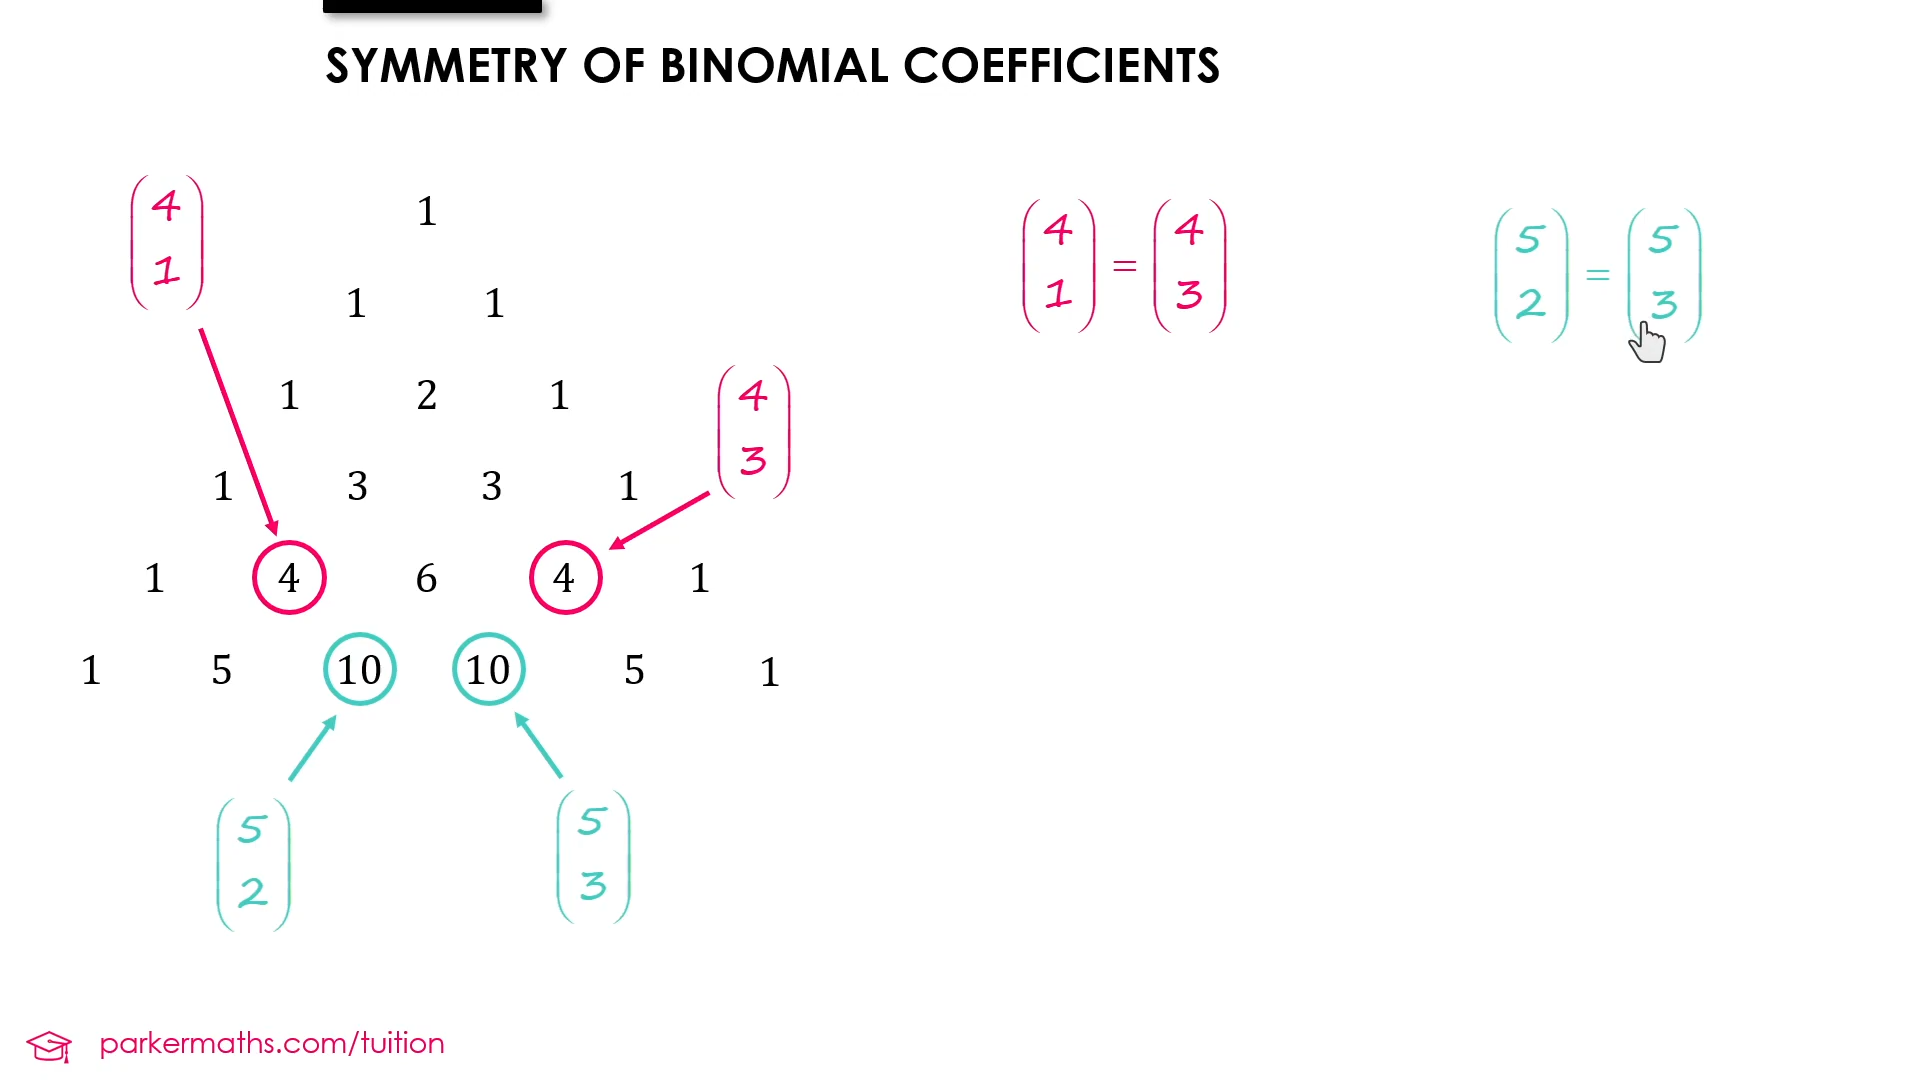 SYMMETRY OF BINOMIAL COEFFICIENTS
(4 1)
1
1 1
1 2 1
1 3 3 1
(4 3)
1 4 6 4 1
1 5 10 10 5 1
(5 2)
(5 3)
(4 1) = (4 3)
(5 2) = (5 3)
parkermaths.com/tuition